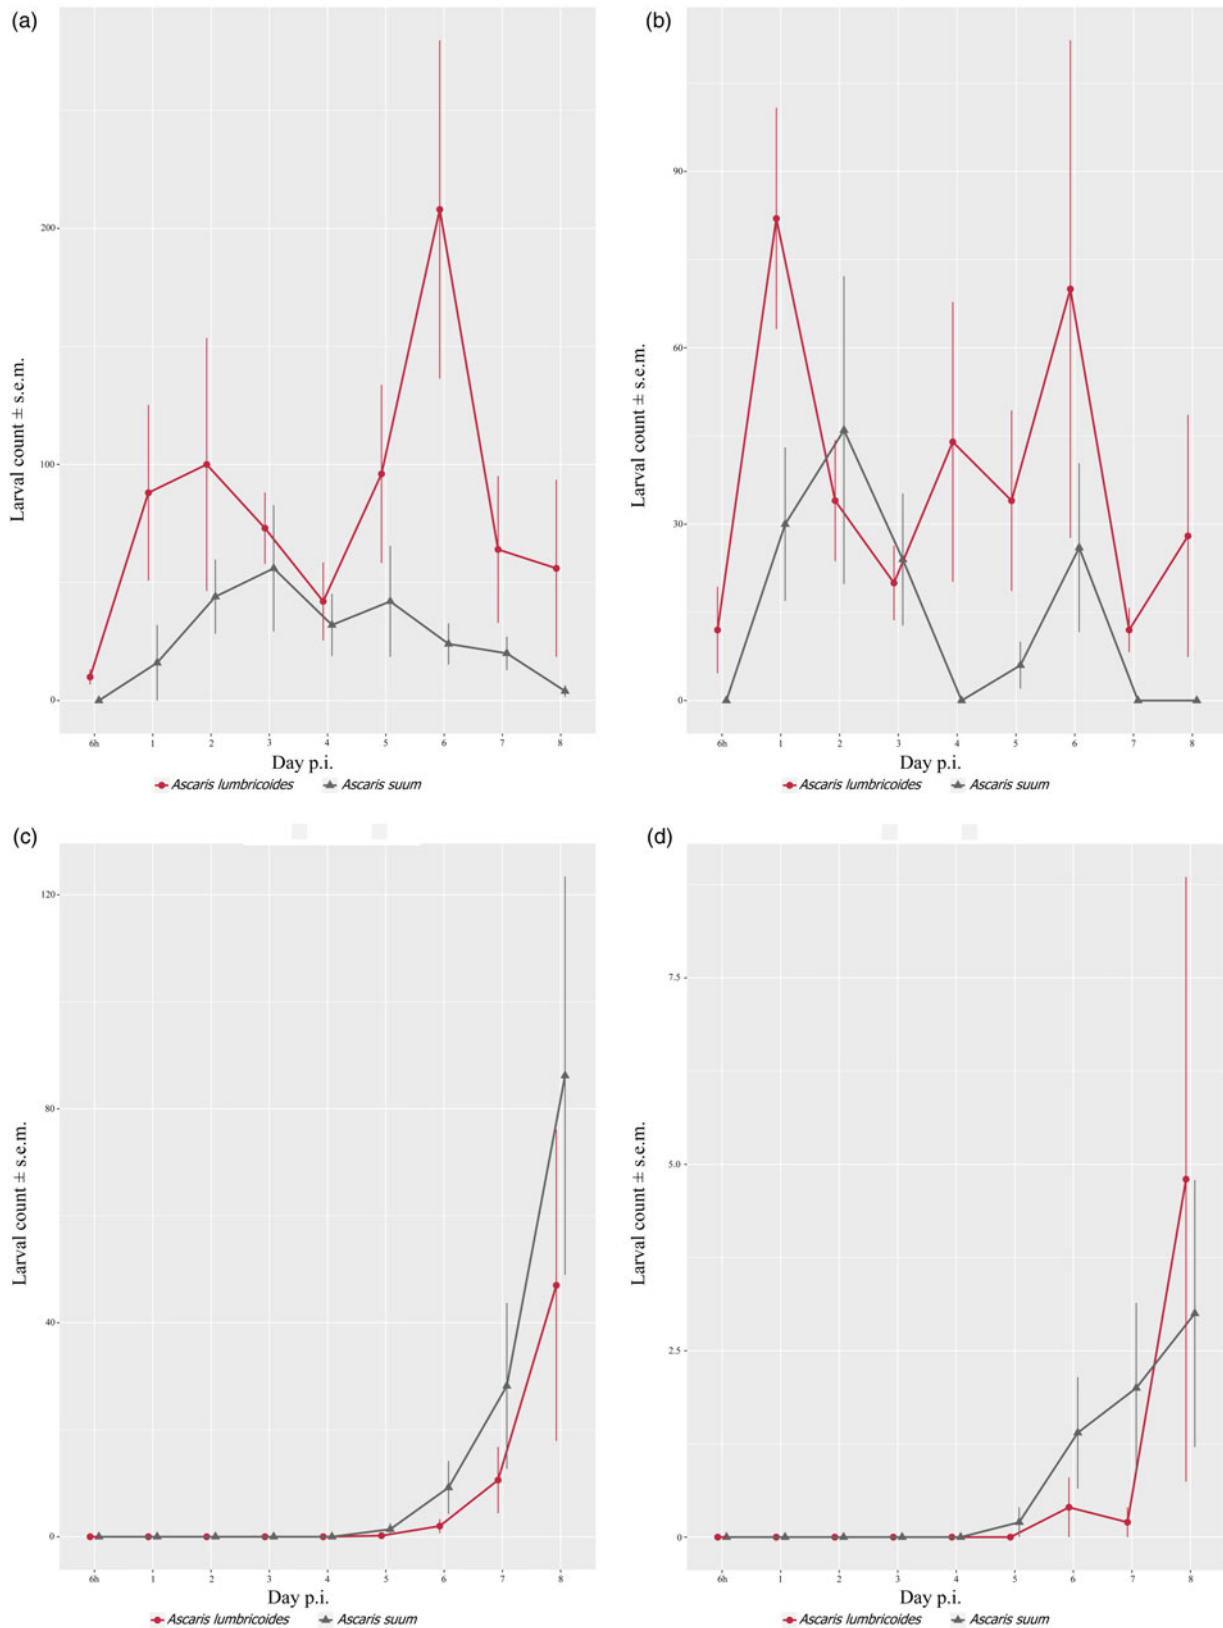 (a)
Larval count ± s.e.m.
200
100
0
6h 1 2 3 4 5 6 7 8
Day p.i.
Ascaris lumbricoides Ascaris suum
(b)
Larval count ± s.e.m.
90
60
30
0
6h 1 2 3 4 5 6 7 8
Day p.i.
Ascaris lumbricoides Ascaris suum
(c)
Larval count ± s.e.m.
120
80
40
0
6h 1 2 3 4 5 6 7 8
Day p.i.
Ascaris lumbricoides Ascaris suum
(d)
Larval count ± s.e.m.
7.5
5.0
2.5
0
6h 1 2 3 4 5 6 7 8
Day p.i.
Ascaris lumbricoides Ascaris suum